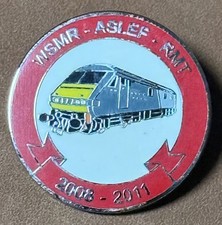 WSMR - ASLEF - RMT
2008 - 2011